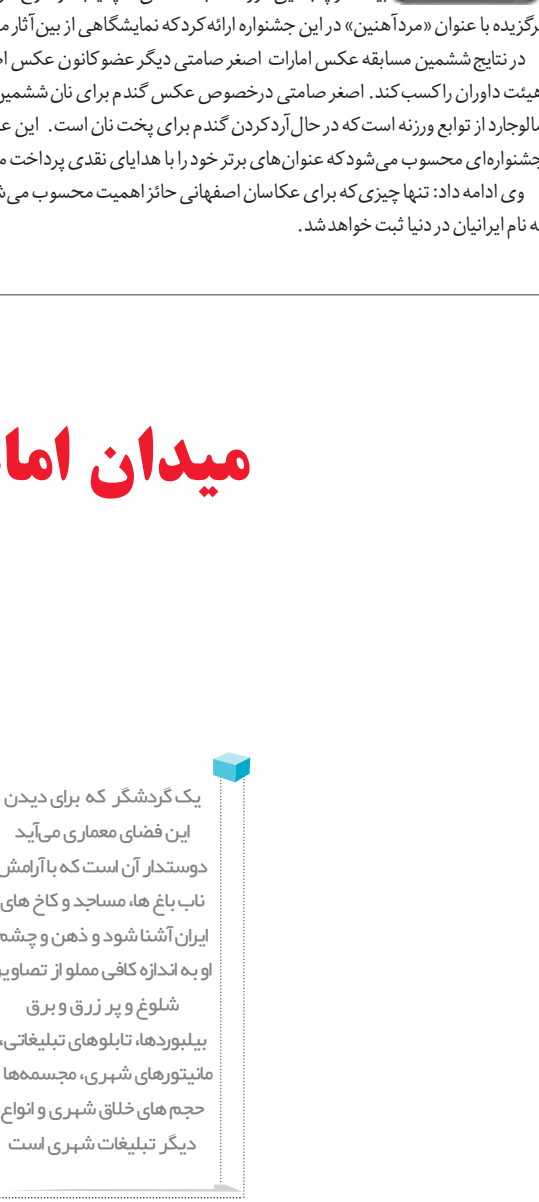 رگزیده با عنوان «مردآهنین» در این جشنواره ارائه کرد که نمایشگاهی از بین آثار
در نتایج ششمین مسابقه عکس امارات اصغر صامتی دیگر عضو کانون عکس
هیئت داوران را کسب کند. اصغر صامتی درخصوص عکس گندم برای نان ششمین
مالوجارد از توابع ورزنه است که در حال آردکردن گندم برای پخت نان است. این
جشنواره‌ای محسوب می‌شود که عنوان‌های برتر خود را با هدایای نقدی پرداخت
وی ادامه داد: تنها چیزی که برای عکاسان اصفهانی حائز اهمیت محسوب
ه نام ایرانیان در دنیا ثبت خواهد شد.
میدان اما
یک گردشگر که برای دیدن
این فضای معماری می‌آید
دوستدار آن است که با آرامش
ناب باغ ها، مساجد و کاخ های
ایران آشنا شود و ذهن و چشم
او به اندازه کافی مملو از تصاویر
شلوغ و پر زرق و برق
بیلبوردها، تابلوهای تبلیغاتی،
مانیتورهای شهری، مجسمه‌ها
حجم های خلاق شهری و انواع
دیگر تبلیغات شهری است